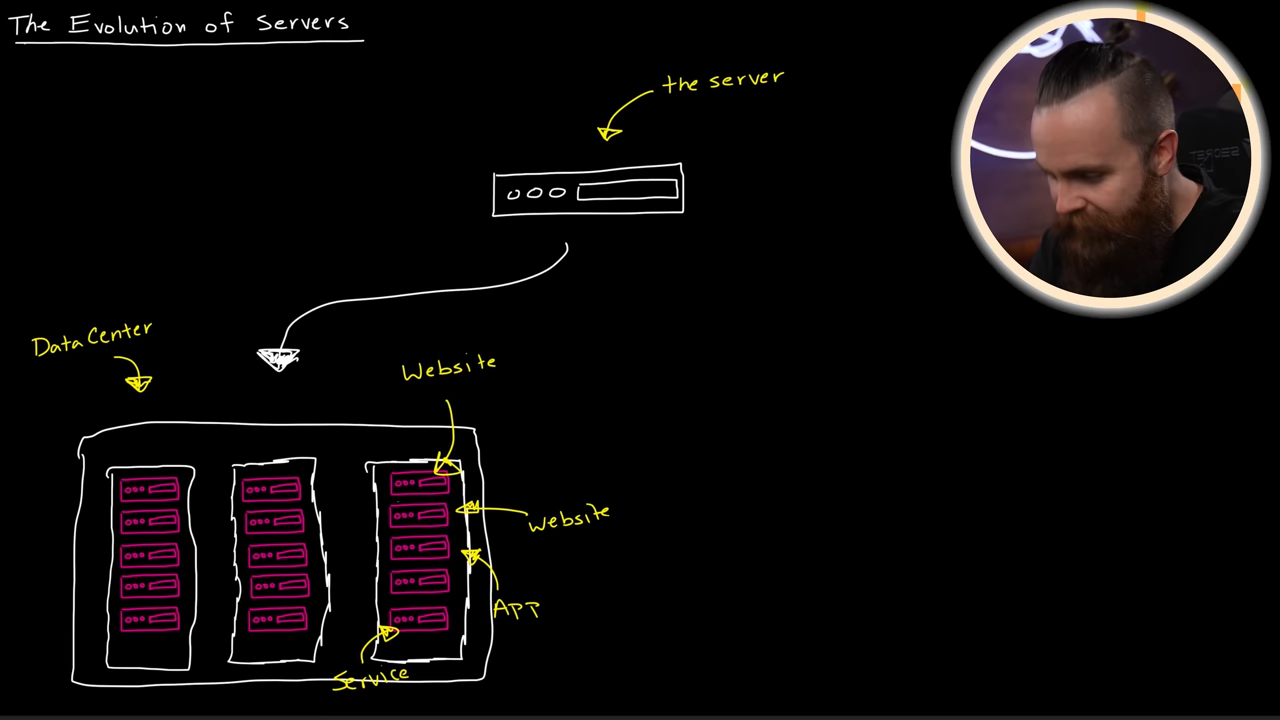 The Evolution of Servers
the server
Data Center
Website
Website
App
Service